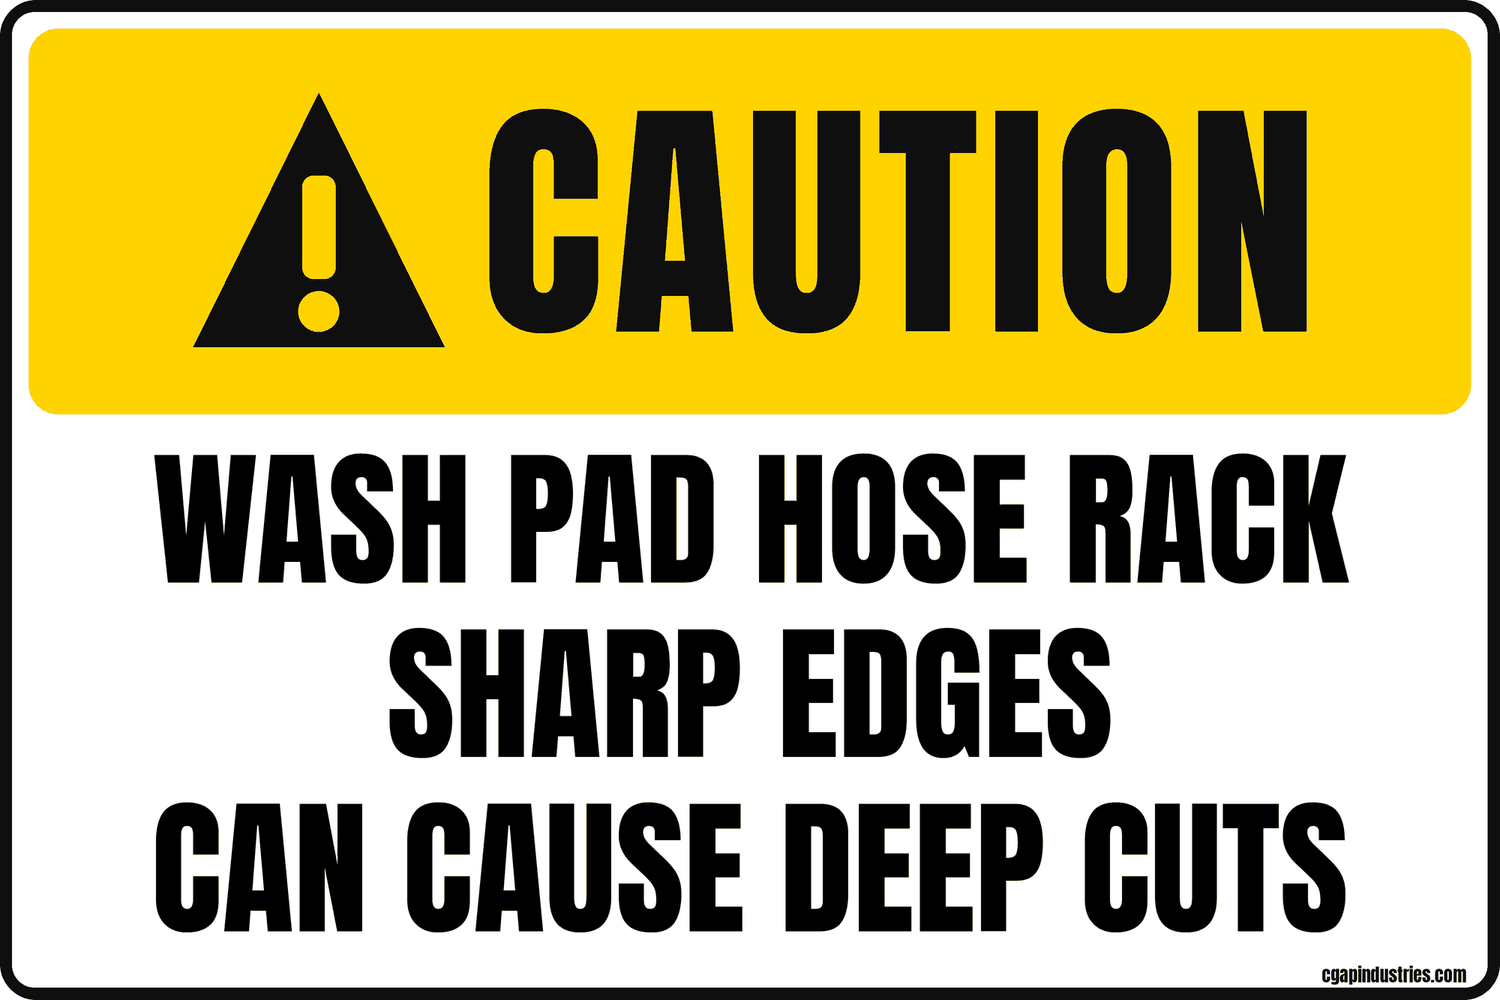 CAUTION
WASH PAD HOSE RACK
SHARP EDGES
CAN CAUSE DEEP CUTS
cgapindustries.com